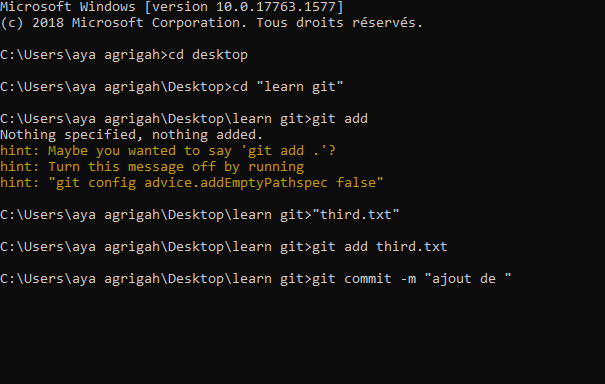 Microsoft Windows [version 10.0.17763.1577]
(c) 2018 Microsoft Corporation. Tous droits réservés.
C:\Users\aya agrigah>cd desktop
C:\Users\aya agrigah\Desktop>cd "learn git"
C:\Users\aya agrigah\Desktop\learn git>git add
Nothing specified, nothing added.
hint: Maybe you wanted to say 'git add .'?
hint: Turn this message off by running
hint: "git config advice.addEmptyPathspec false"
C:\Users\aya agrigah\Desktop\learn git>"third.txt"
C:\Users\aya agrigah\Desktop\learn git>git add third.txt
C:\Users\aya agrigah\Desktop\learn git>git commit -m "ajout de "